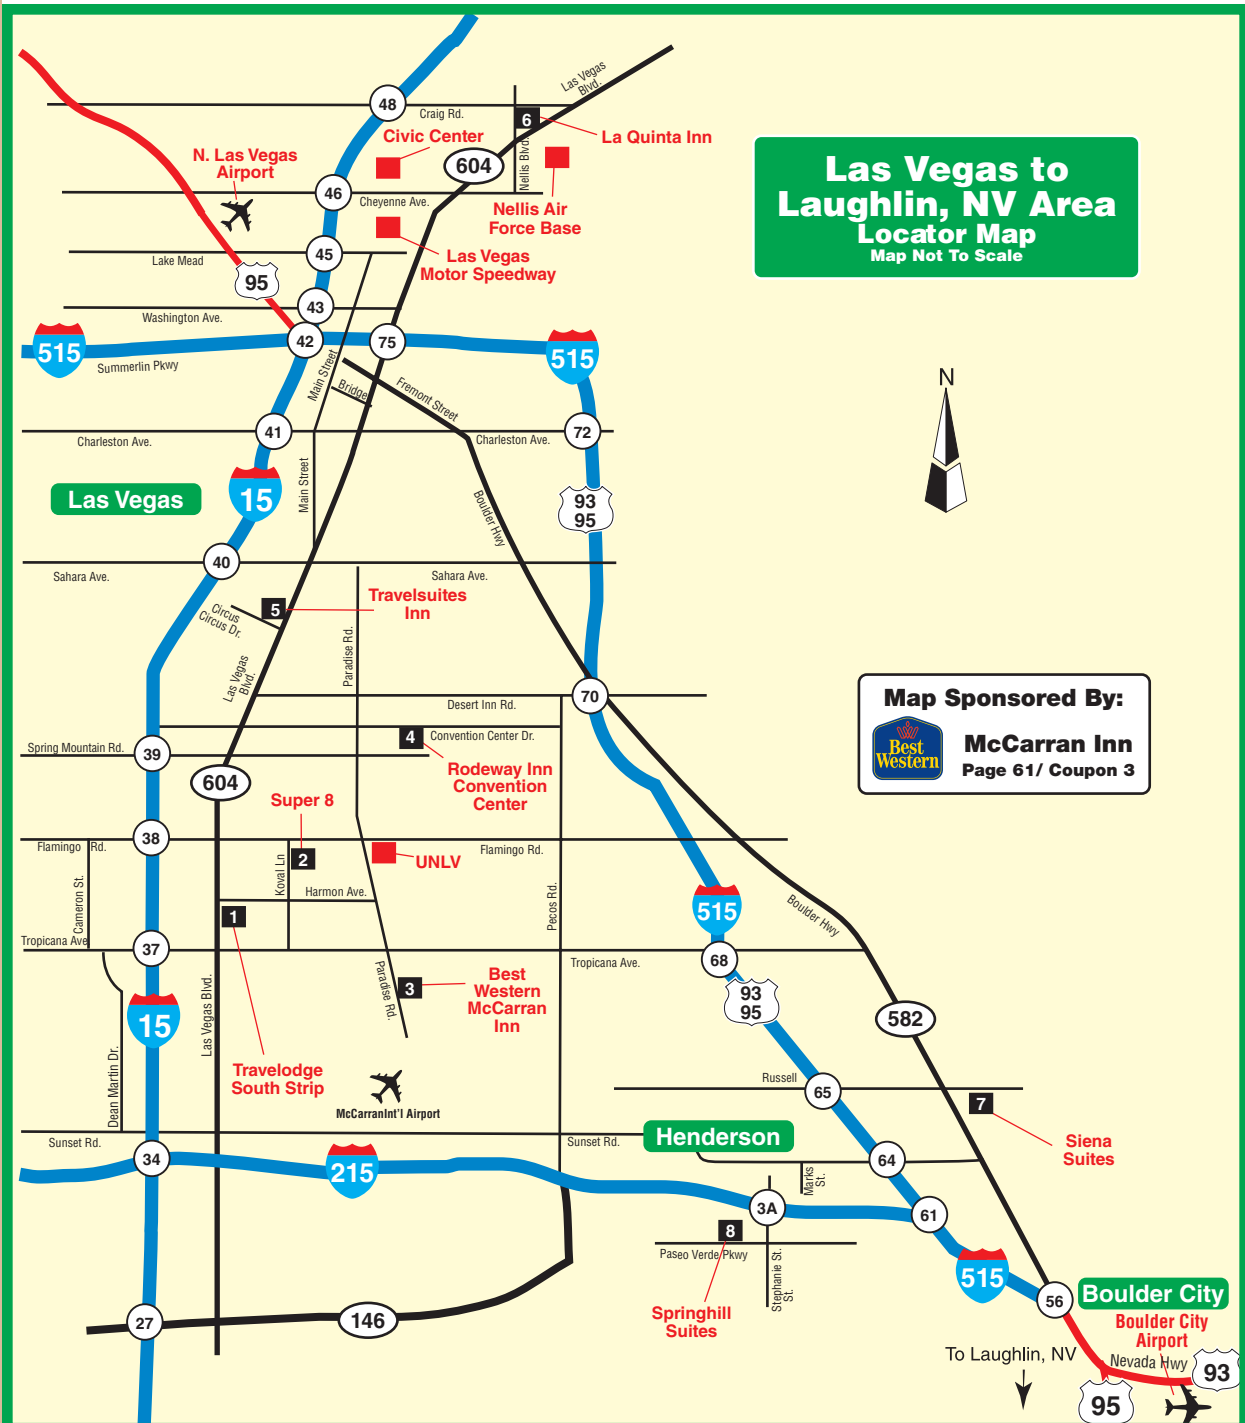 Las Vegas
Blvd.
48
Craig Rd.
6
La Quinta Inn
Civic Center
604
Nellis Blvd.
N. Las Vegas
Airport
46
Cheyenne Ave.
Nellis Air
Force Base
Las Vegas to
Laughlin, NV Area
Locator Map
Map Not To Scale
45
Lake Mead
Las Vegas
Motor Speedway
95
43
Washington Ave.
42
75
515
515
Summerlin Pkwy
Main Street
Bridge
Fremont Street
N
41
Charleston Ave.
Charleston Ave.
72
Las Vegas
15
Main Street
Boulder Hwy
93
95
40
Sahara Ave.
Sahara Ave.
Circus
Circus Dr.
5
Travelsuites
Inn
Paradise Rd.
Las Vegas
Blvd.
70
Desert Inn Rd.
Map Sponsored By:
Best
Western
McCarran Inn
Page 61/ Coupon 3
4
Convention Center Dr.
Spring Mountain Rd.
39
Rodeway Inn
Convention
Center
604
Super 8
38
Flamingo Rd.
Flamingo Rd.
2
UNLV
Koval Ln
Cameron St.
Harmon Ave.
Pecos Rd.
1
515
Boulder Hwy
Tropicana Ave
37
Tropicana Ave.
68
Paradise Rd.
3
Best
Western
McCarran
Inn
93
95
582
15
Las Vegas Blvd.
Dean Martin Dr.
Travelodge
South Strip
McCarranInt'l Airport
Russell
65
7
Siena
Suites
Sunset Rd.
Sunset Rd.
Henderson
34
215
64
Marks
St.
3A
61
8
Paseo Verde Pkwy
Stephanie St.
St.
515
Springhill
Suites
27
146
56
Boulder City
Boulder City
Airport
To Laughlin, NV
Nevada Hwy
93
95